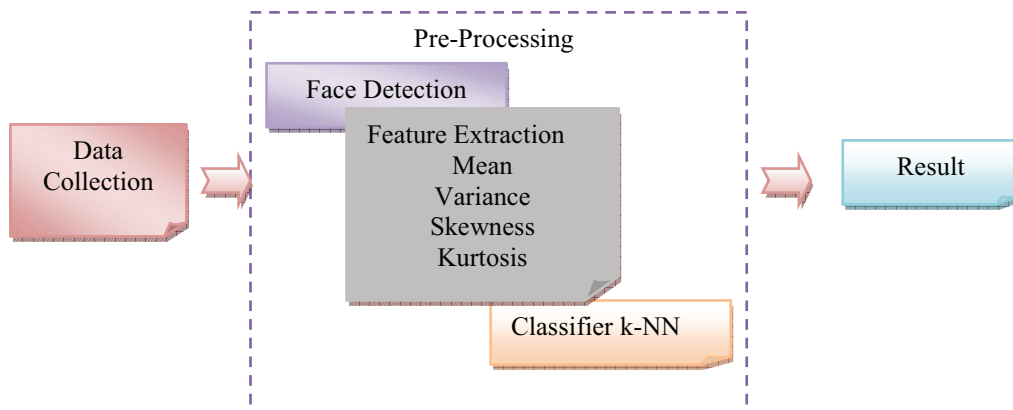 Pre-Processing
Face Detection
Feature Extraction
Mean
Variance
Skewness
Kurtosis
Classifier k-NN
Data
Collection
Result